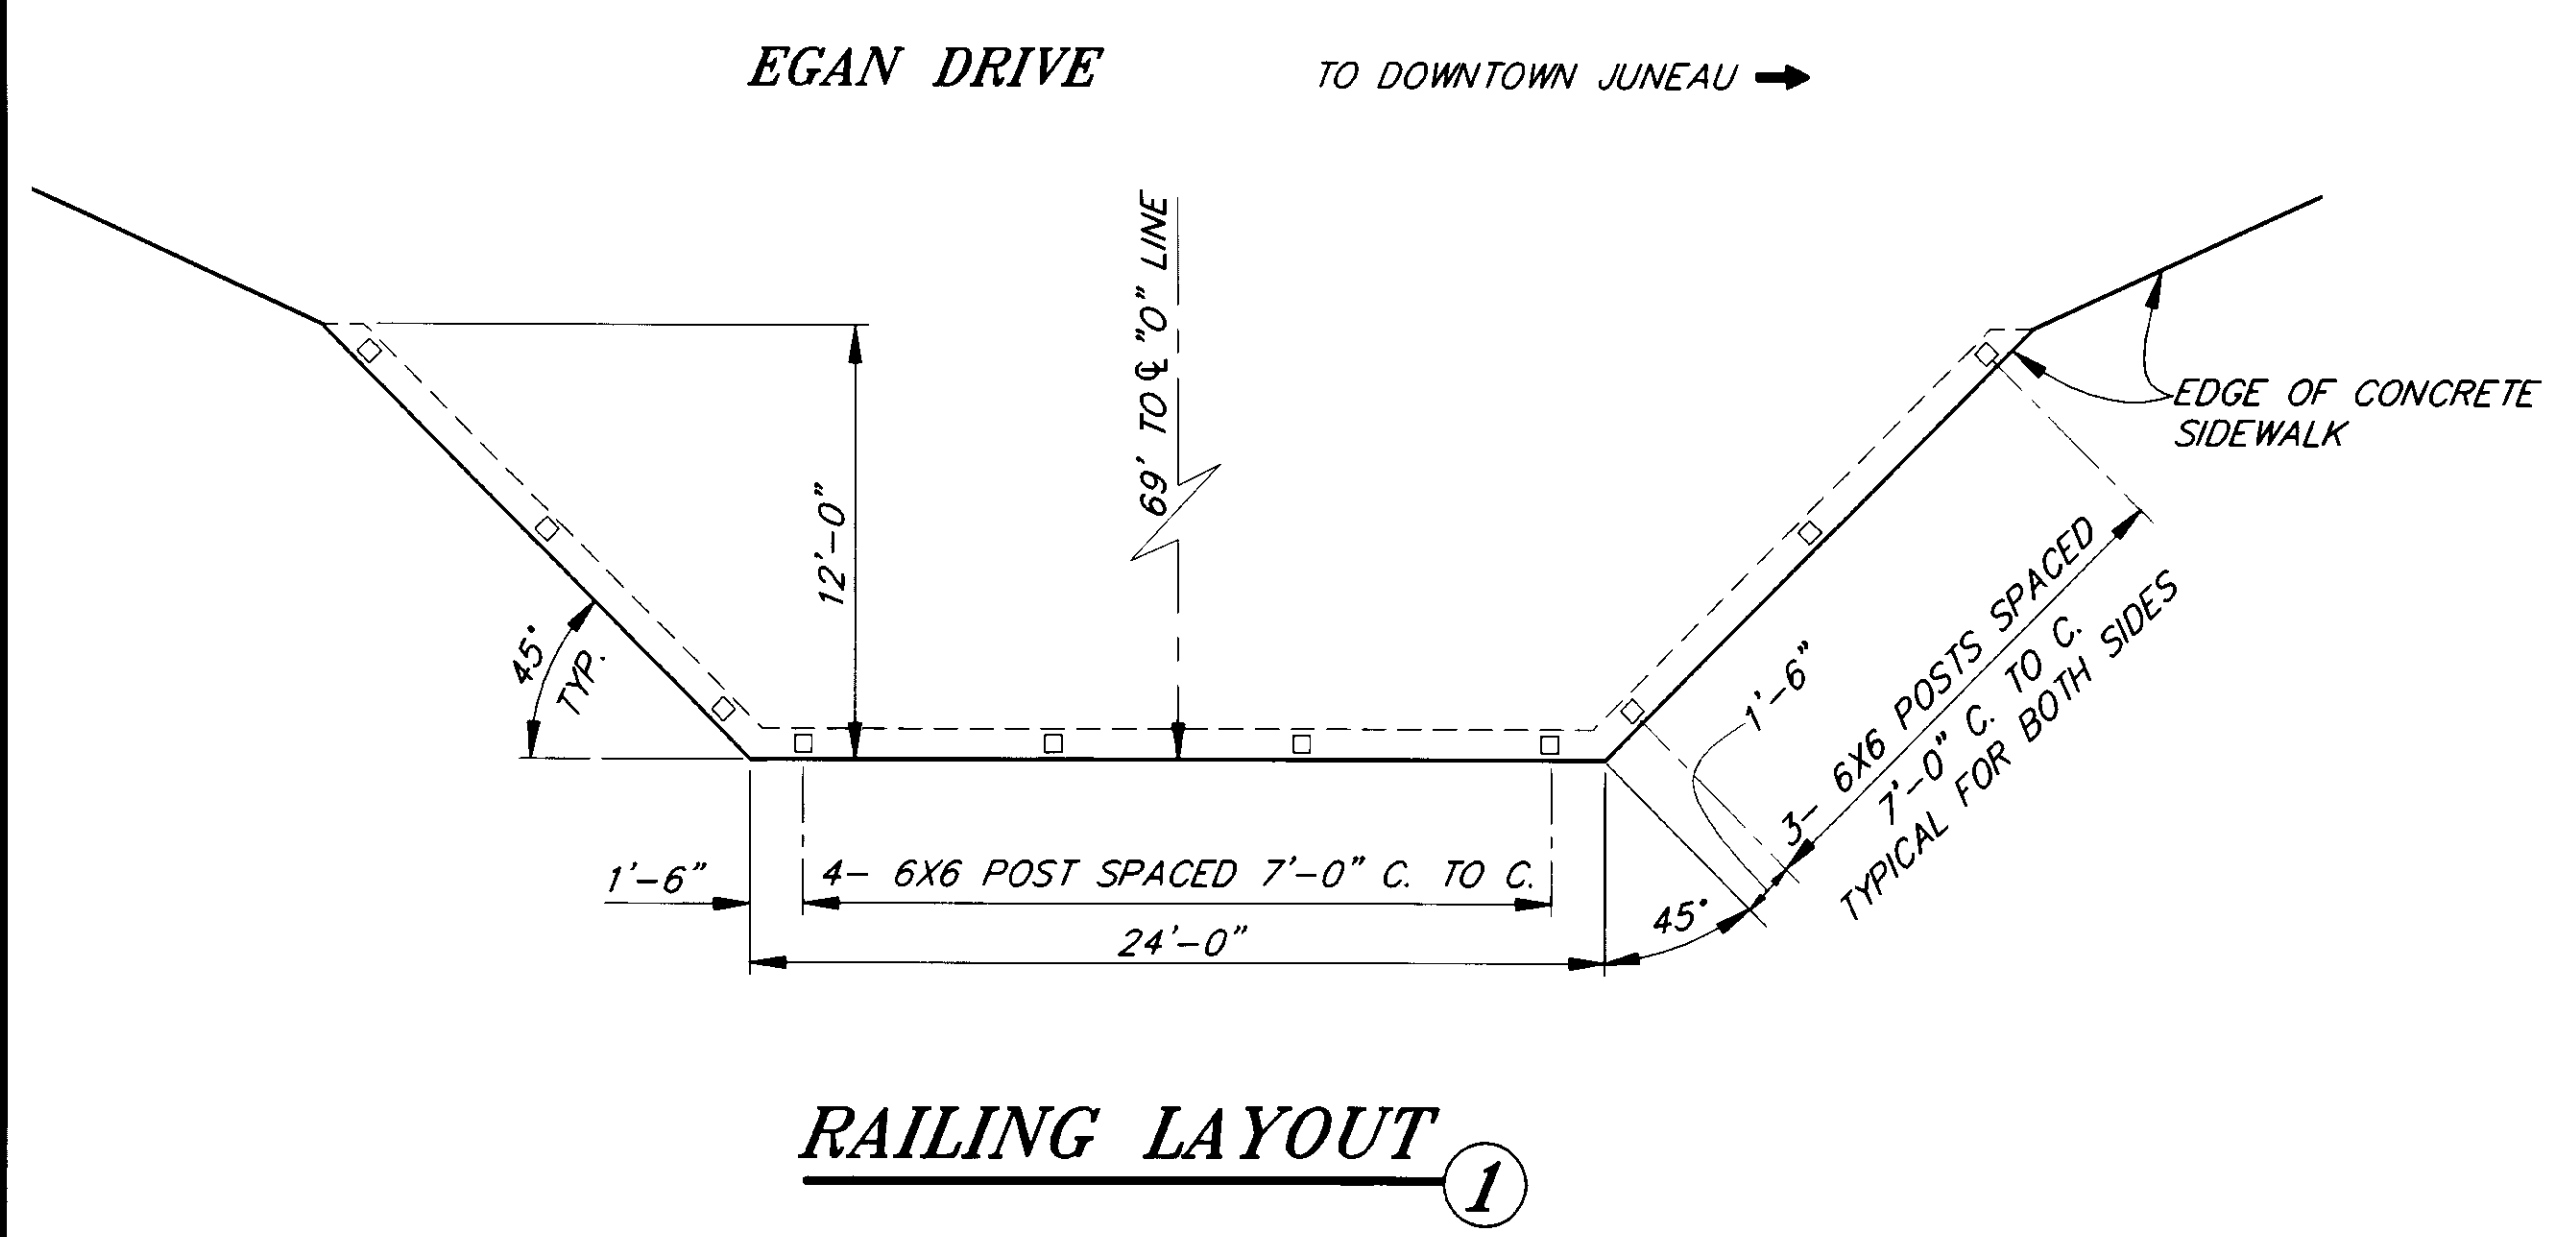 EGAN DRIVE
TO DOWNTOWN JUNEAU
69' TO ℄ "O" LINE
EDGE OF CONCRETE
SIDEWALK
12'-0"
45°
TYP.
1'-6"
3- 6X6 POSTS SPACED
7'-0" C. TO C.
TYPICAL FOR BOTH SIDES
1'-6"
4- 6X6 POST SPACED 7'-0" C. TO C.
45°
24'-0"
RAILING LAYOUT
1